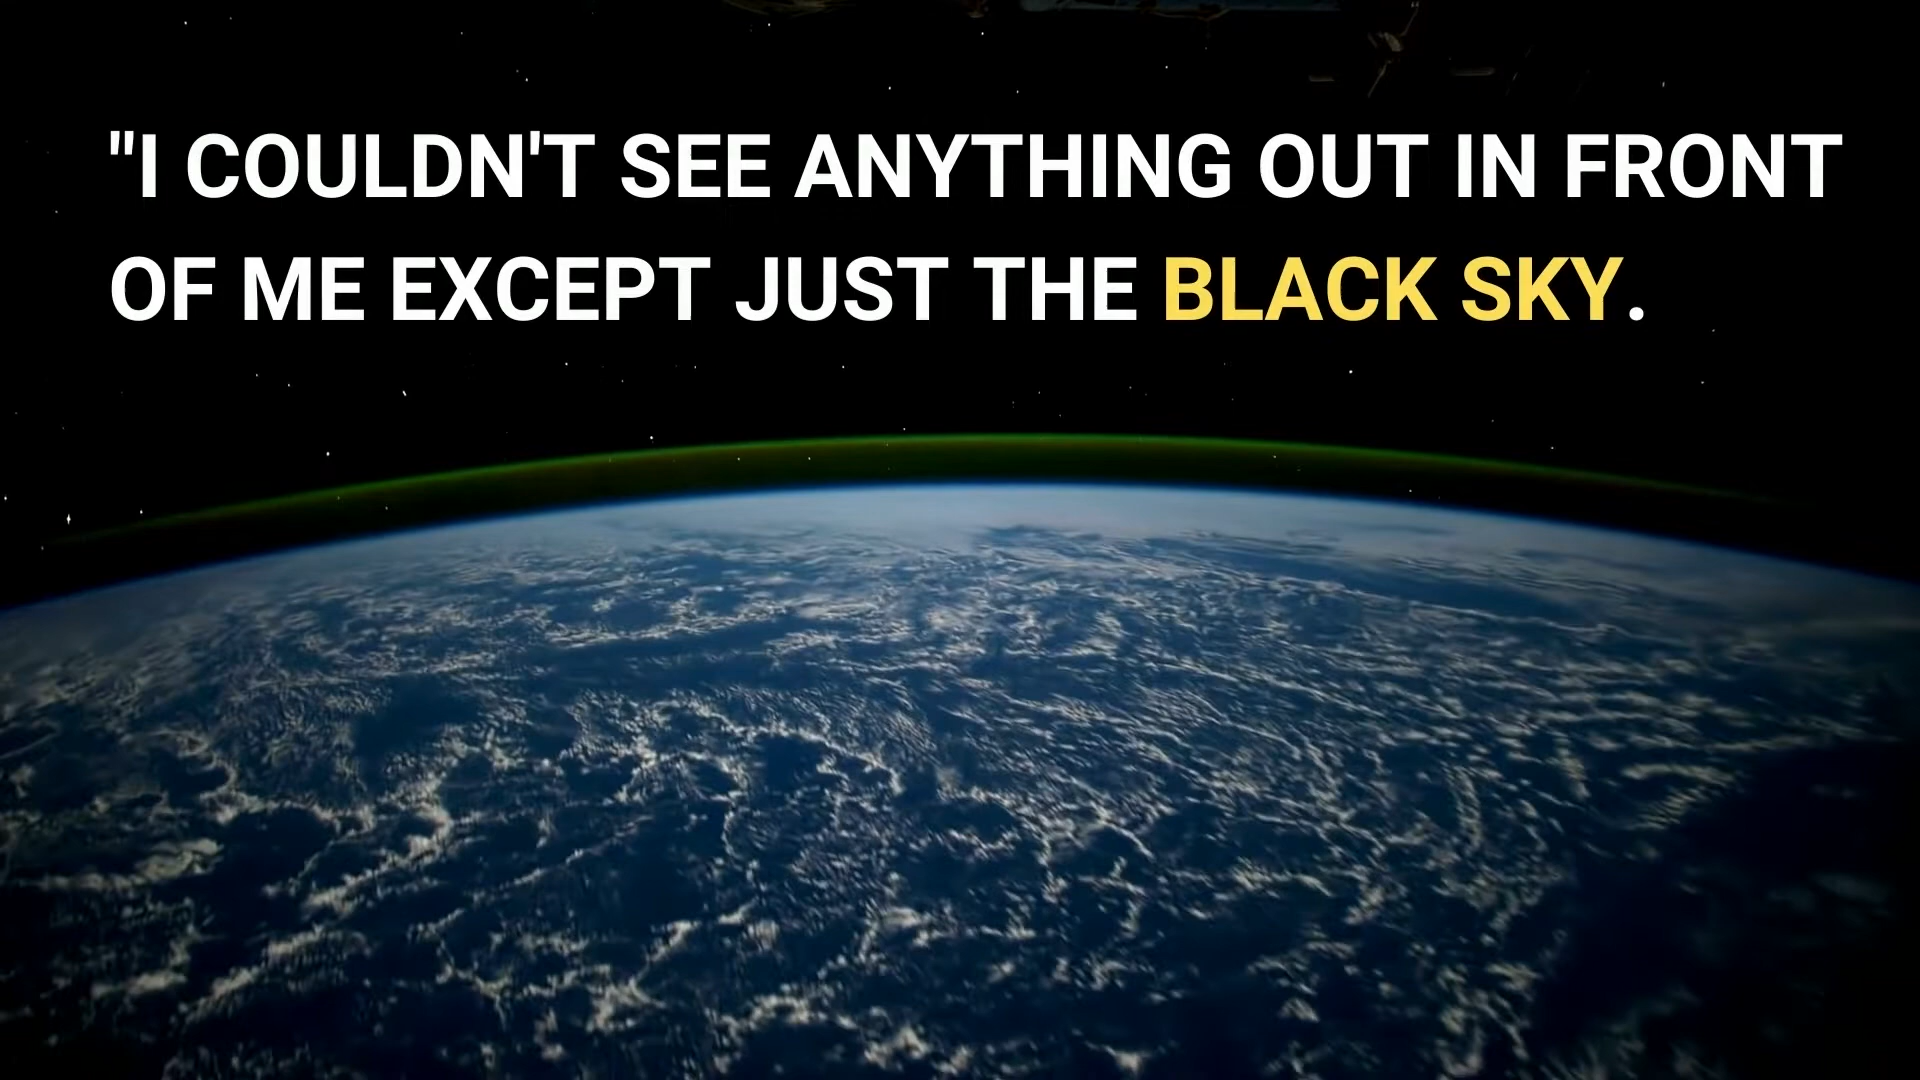 "I COULDN'T SEE ANYTHING OUT IN FRONT
OF ME EXCEPT JUST THE BLACK SKY.